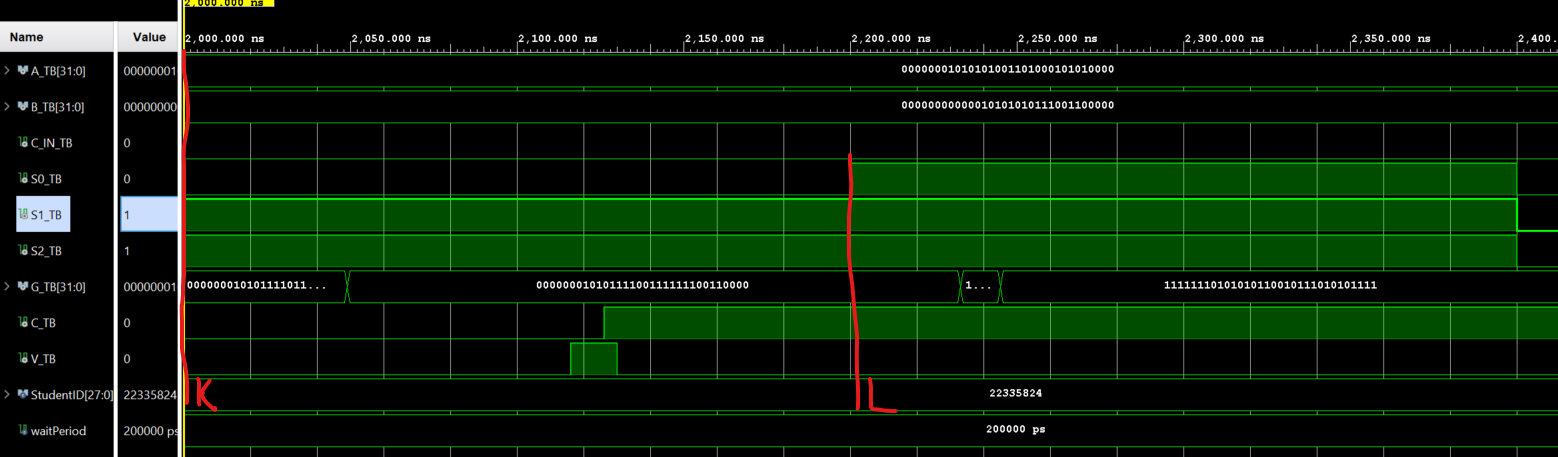 2,000.000 ns
Name Value 2,000.000 ns 2,050.000 ns 2,100.000 ns 2,150.000 ns 2,200.000 ns 2,250.000 ns 2,300.000 ns 2,350.000 ns 2,400.
A_TB[31:0] 00000001 00000001010101001101000101010000
B_TB[31:0] 00000000 00000000000010101010111001100000
C_IN_TB 0
S0_TB 0
S1_TB 1
S2_TB 1
G_TB[31:0] 00000001 000000010101111011... 00000001010111100111111100110000 1... 11111110101010110010111010101111
C_TB 0
V_TB 0
StudentID[27:0] 22335824 K L 22335824
waitPeriod 200000 ps 200000 ps